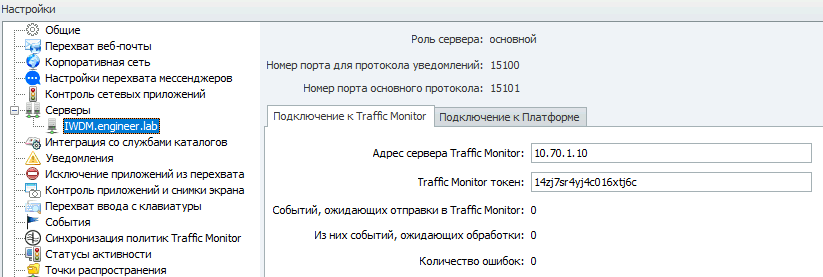 Настройки
Общие
Перехват веб-почты
Корпоративная сеть
Настройки перехвата мессенджеров
Контроль сетевых приложений
Серверы
IWDM.engineer.lab
Интеграция со службами каталогов
Уведомления
Исключение приложений из перехвата
Контроль приложений и снимки экрана
Перехват ввода с клавиатуры
События
Синхронизация политик Traffic Monitor
Статусы активности
Точки распространения
Роль сервера: основной
Номер порта для протокола уведомлений: 15100
Номер порта основного протокола: 15101
Подключение к Traffic Monitor Подключение к Платформе
Адрес сервера Traffic Monitor: 10.70.1.10
Traffic Monitor токен: 14zj7sr4yj4c016xtj6c
Событий, ожидающих отправки в Traffic Monitor: 0
Из них событий, ожидающих обработки: 0
Количество ошибок: 0